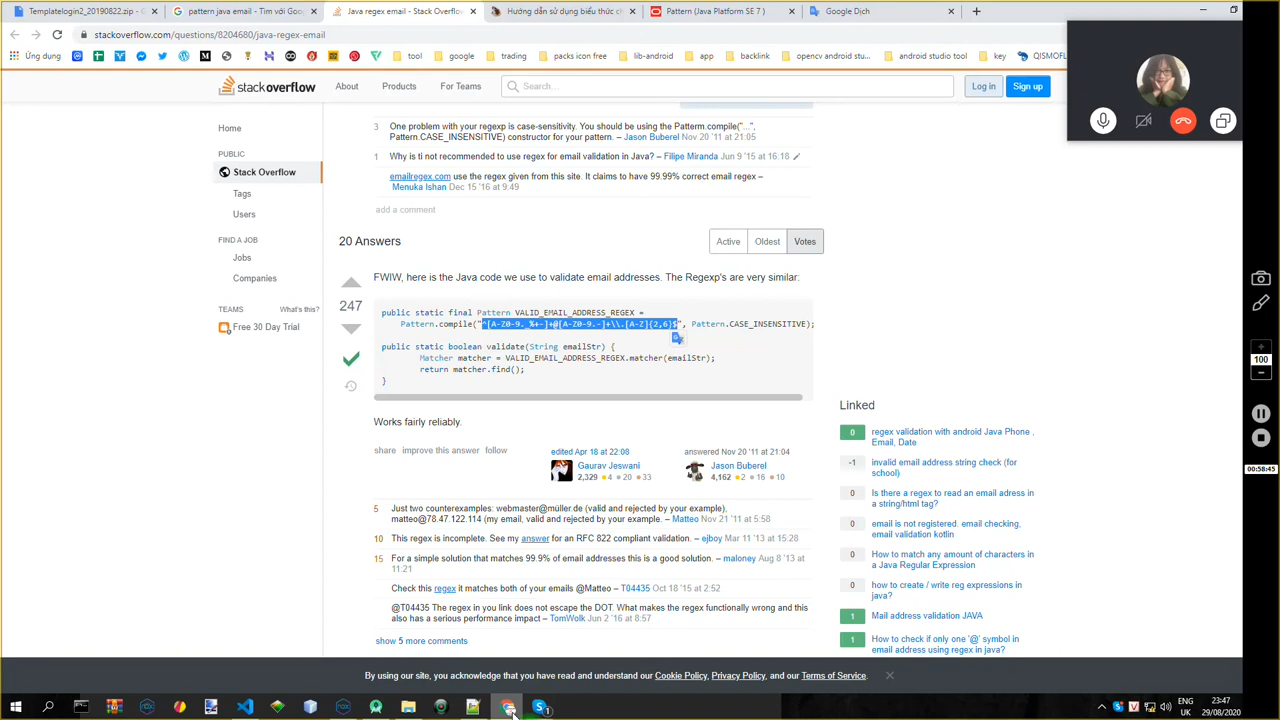 Templatelogin2_20190822.zip -
pattern java email - Tìm với Goo
Java regex email - Stack Overflo
Hướng dẫn sử dụng biểu thức ch
Pattern (Java Platform SE 7 )
Google Dịch
stackoverflow.com/questions/8204680/java-regex-email
Ứng dụng
tool
google
trading
packs icon free
lib-android
app
backlink
opencv android stu...
android studio tool
key
QISMOFL
stackoverflow
About
Products
For Teams
Search...
Log in
Sign up
Home
PUBLIC
Stack Overflow
Tags
Users
FIND A JOB
Jobs
Companies
TEAMS
What's this?
Free 30 Day Trial
3 One problem with your regexp is case-sensitivity. You should be using the Patterm.compile("...",
Pattern.CASE_INSENSITIVE) constructor for your pattern. – Jason Buberel Nov 20 '11 at 21:05
1 Why is ti not recommended to use regex for email validation in Java? – Filipe Miranda Jun 9 '15 at 16:18
emailregex.com use the regex given from this site. It claims to have 99.99% correct email regex –
Menuka Ishan Dec 15 '16 at 9:49
add a comment
20 Answers
Active
Oldest
Votes
FWIW, here is the Java code we use to validate email addresses. The Regexp's are very similar:
247
public static final Pattern VALID_EMAIL_ADDRESS_REGEX =
Pattern.compile("^[A-Z0-9._%+-]+@[A-Z0-9.-]+\\.[A-Z]{2,6}$", Pattern.CASE_INSENSITIVE);
public static boolean validate(String emailStr) {
Matcher matcher = VALID_EMAIL_ADDRESS_REGEX.matcher(emailStr);
return matcher.find();
}
Works fairly reliably.
share improve this answer follow
edited Apr 18 at 22:08
Gaurav Jeswani
2,329 4 20 33
answered Nov 20 '11 at 21:04
Jason Buberel
4,162 2 16 10
5 Just two counterexamples: webmaster@müller.de (valid and rejected by your example),
matteo@78.47.122.114 (my email, valid and rejected by your example. – Matteo Nov 21 '11 at 5:58
10 This regex is incomplete. See my answer for an RFC 822 compliant validation. – ejboy Mar 11 '13 at 15:28
15 For a simple solution that matches 99.9% of email addresses this is a good solution. – maloney Aug 8 '13 at
11:21
Check this regex it matches both of your emails @Matteo – T04435 Oct 18 '15 at 2:52
@T04435 The regex in you link does not escape the DOT. What makes the regex functionally wrong and this
also has a serious performance impact – TomWolk Jun 2 '16 at 8:57
show 5 more comments
Linked
0 regex validation with android Java Phone ,
Email, Date
-1 invalid email address string check (for
school)
0 Is there a regex to read an email adress in
a string/html tag?
0 email is not registered. email checking,
email validation kotlin
0 How to match any amount of characters in
a Java Regular Expression
0 how to create / write reg expressions in
java?
1 Mail address validation JAVA
1 How to check if only one '@' symbol in
email address using regex in java?
By using our site, you acknowledge that you have read and understand our Cookie Policy, Privacy Policy, and our Terms of Service.
100
00:58:45
ENG
UK
23:47
29/08/2020